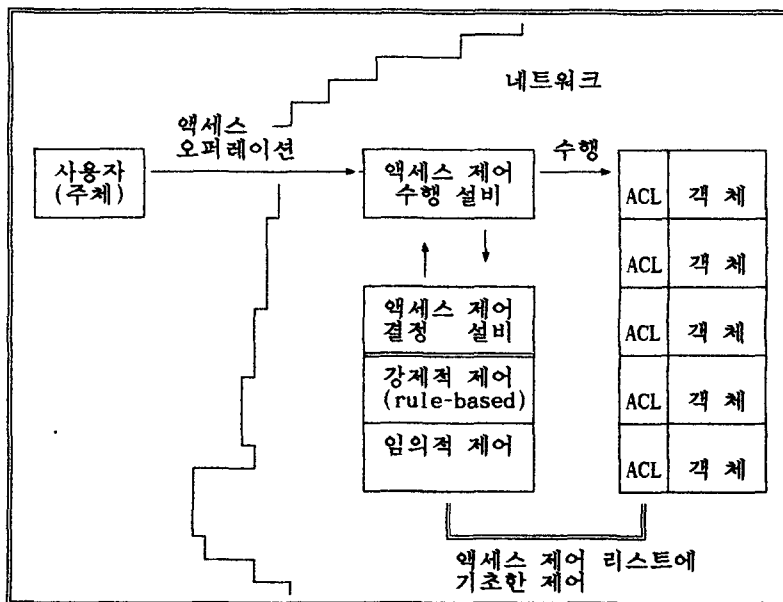 네트워크
액세스
오퍼레이션
사용자
(주체)
액세스 제어
수행 설비
수행
ACL 객 체
ACL 객 체
ACL 객 체
ACL 객 체
ACL 객 체
액세스 제어
결정 설비
강제적 제어
(rule-based)
임의적 제어
액세스 제어 리스트에
기초한 제어